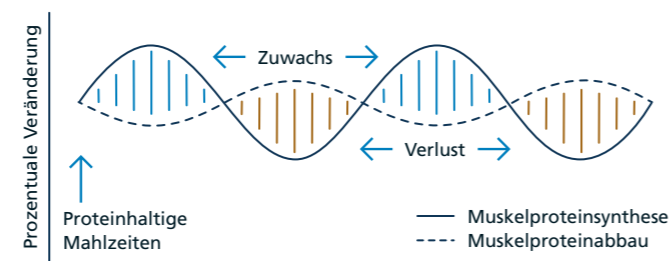 Prozentuale Veränderung
Zuwachs
Verlust
Proteinhaltige
Mahlzeiten
Muskelproteinsynthese
Muskelproteinabbau